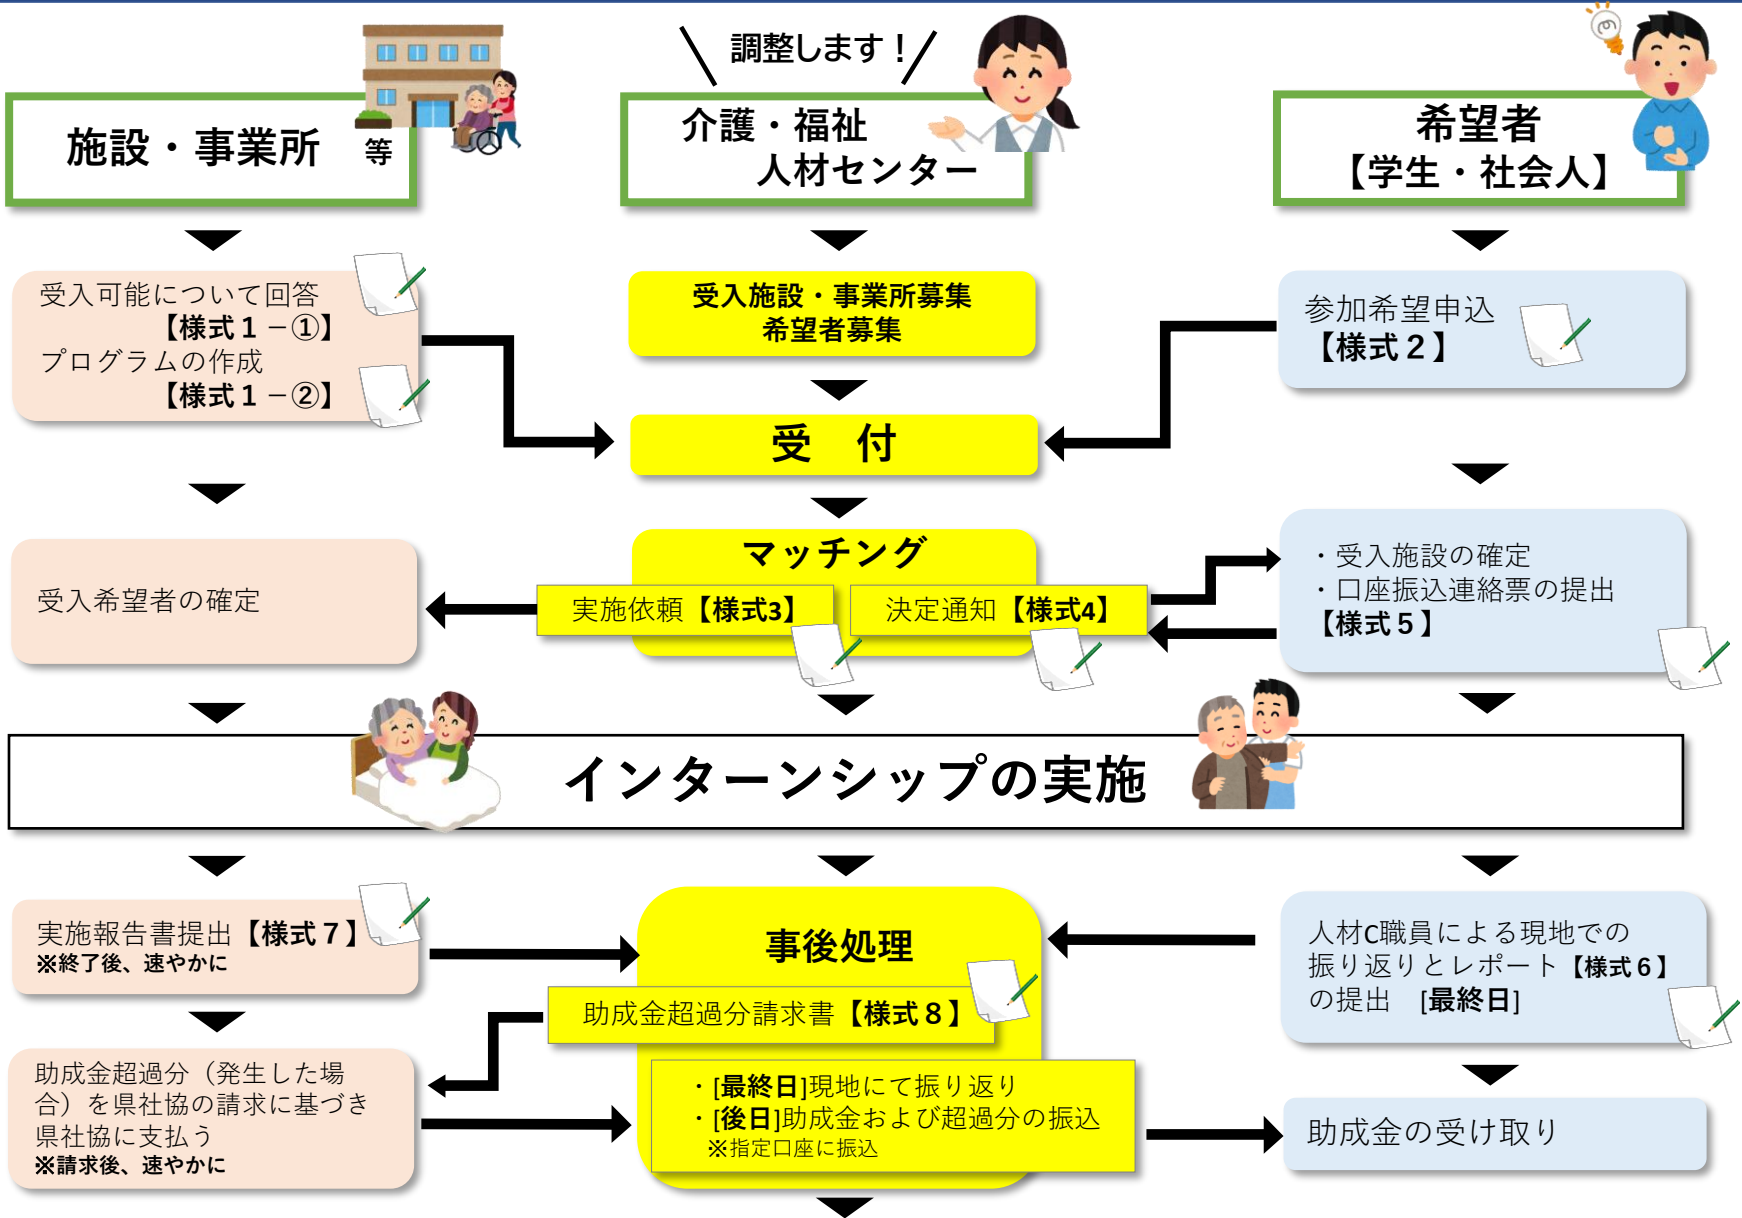 調整します！
施設・事業所 等
介護・福祉
人材センター
希望者
【学生・社会人】
受入可能について回答
【様式１－①】
プログラムの作成
【様式１－②】
受入施設・事業所募集
希望者募集
参加希望申込
【様式２】
受　付
マッチング
実施依頼【様式3】
決定通知【様式4】
受入希望者の確定
・受入施設の確定
・口座振込連絡票の提出
【様式５】
インターンシップの実施
実施報告書提出【様式７】
※終了後、速やかに
事後処理
助成金超過分請求書【様式８】
人材C職員による現地での
振り返りとレポート【様式６】
の提出　[最終日]
助成金超過分（発生した場
合）を県社協の請求に基づき
県社協に支払う
※請求後、速やかに
・[最終日]現地にて振り返り
・[後日]助成金および超過分の振込
※指定口座に振込
助成金の受け取り